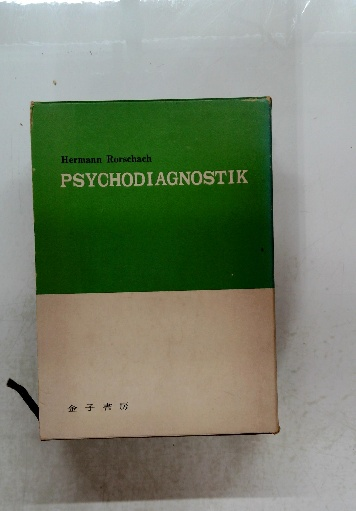 Hermann Rorschach
PSYCHODIAGNOSTIK
金子書房